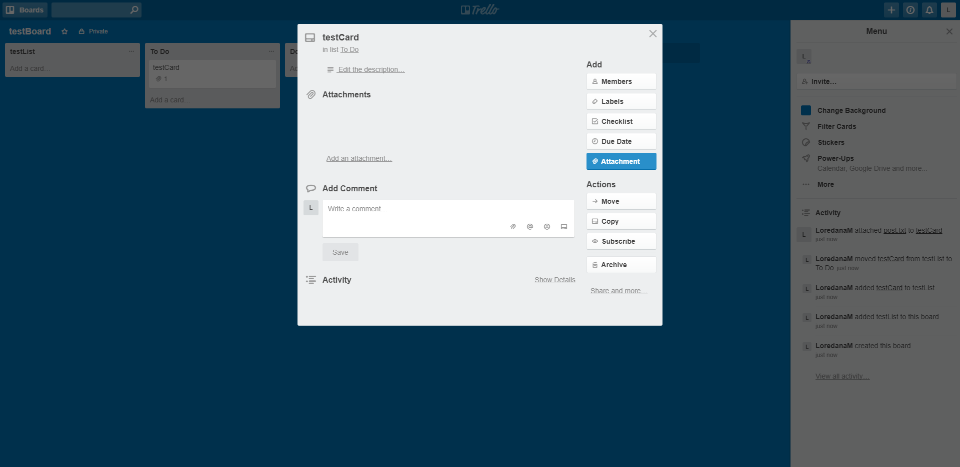 Boards
Trello
L
testBoard
Private
testList
Add a card...
To Do
testCard
1
Add a card...
testCard
in list To Do
Edit the description...
Attachments
Add an attachment...
Add Comment
L
Write a comment
Save
Activity
Show Details
Add
Members
Labels
Checklist
Due Date
Attachment
Actions
Move
Copy
Subscribe
Archive
Share and more...
Menu
L
Invite...
Change Background
Filter Cards
Stickers
Power-Ups
Calendar, Google Drive and more...
More
Activity
L
LoredanaM attached post.txt to testCard
just now
L
LoredanaM moved testCard from testList to
To Do just now
L
LoredanaM added testCard to testList
just now
L
LoredanaM added testList to this board
just now
L
LoredanaM created this board
just now
View all activity...